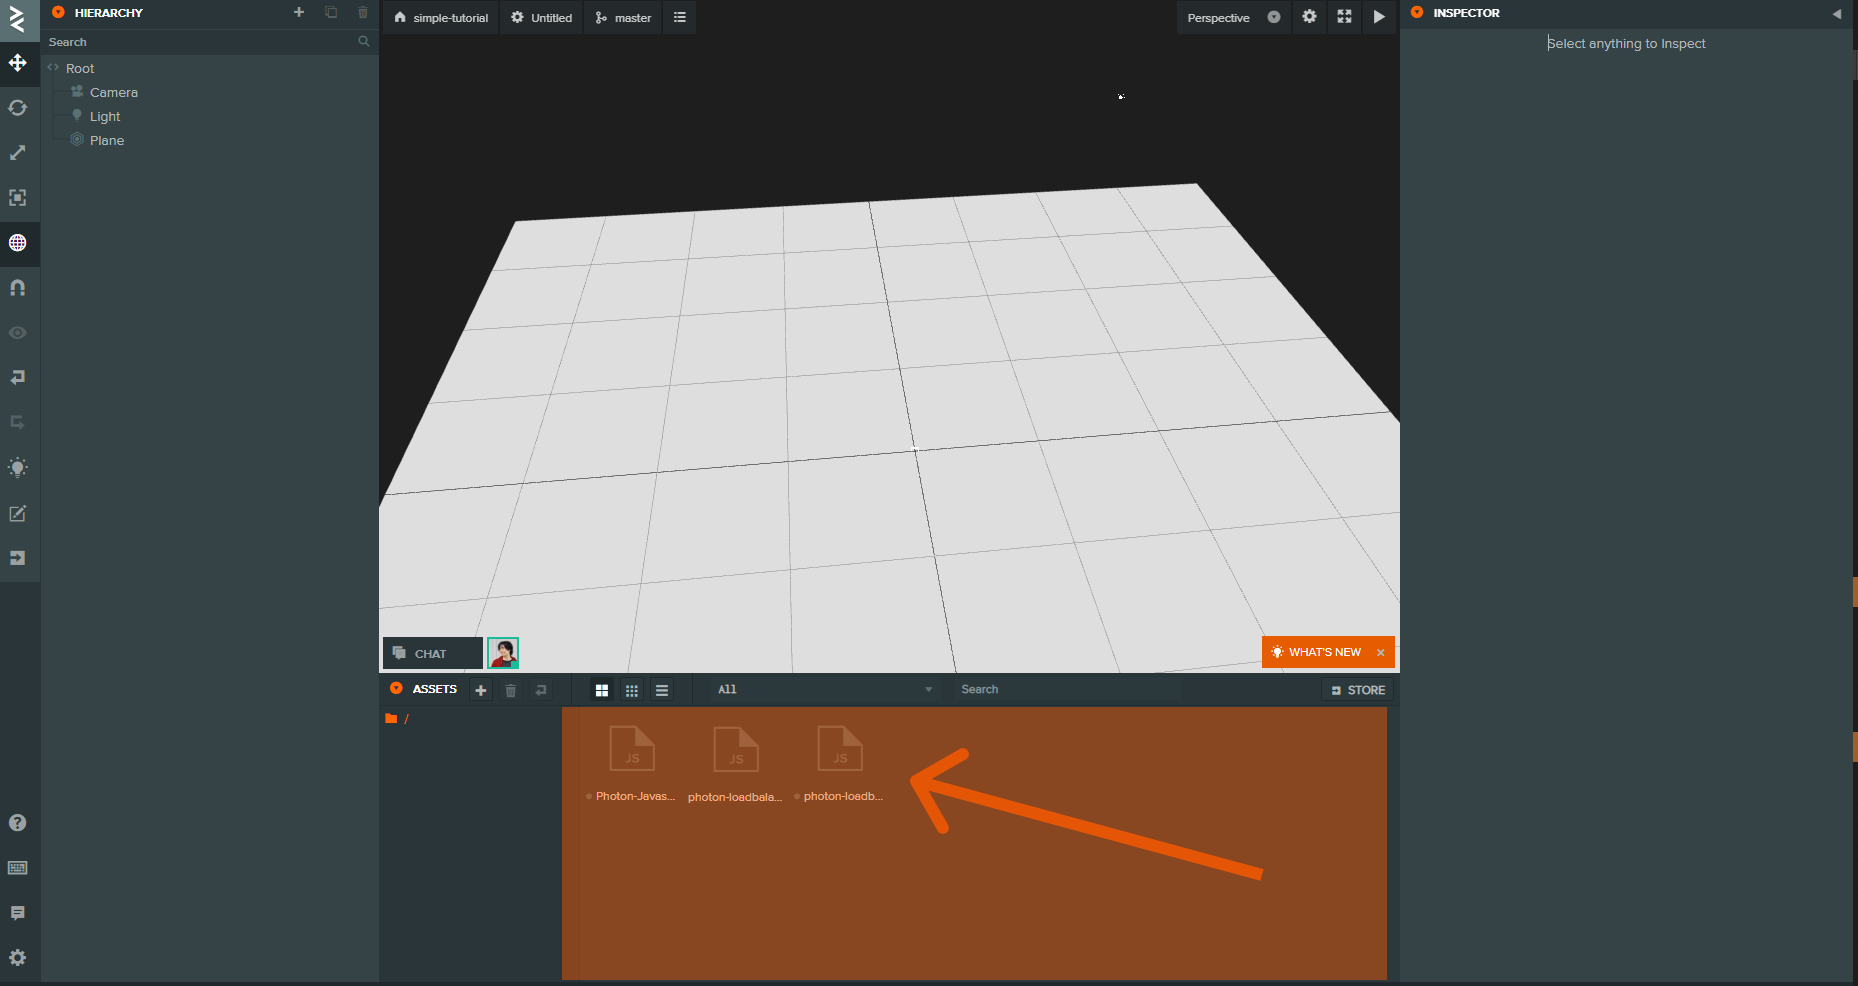 HIERARCHY
Search
Root
Camera
Light
Plane
simple-tutorial
Untitled
master
Perspective
INSPECTOR
Select anything to Inspect
CHAT
WHAT'S NEW
ASSETS
All
Search
STORE
/
JS
JS
JS
Photon-Javas...
photon-loadbala...
photon-loadb...